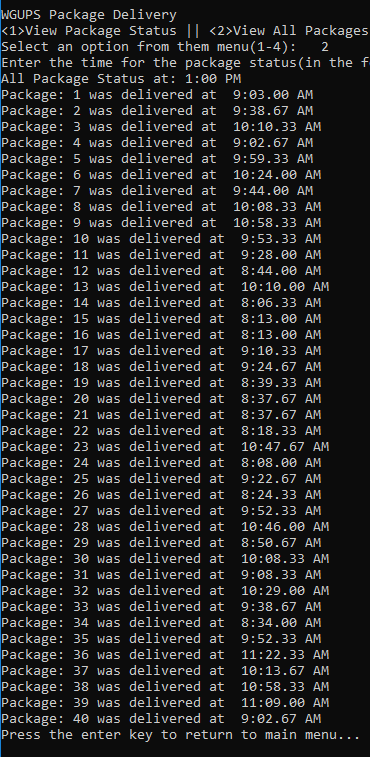 WGUPS Package Delivery
<1>View Package Status || <2>View All Packages
Select an option from them menu(1-4):   2
Enter the time for the package status(in the f
All Package Status at: 1:00 PM
Package: 1 was delivered at  9:03.00 AM
Package: 2 was delivered at  9:38.67 AM
Package: 3 was delivered at  10:10.33 AM
Package: 4 was delivered at  9:02.67 AM
Package: 5 was delivered at  9:59.33 AM
Package: 6 was delivered at  10:24.00 AM
Package: 7 was delivered at  9:44.00 AM
Package: 8 was delivered at  10:08.33 AM
Package: 9 was delivered at  10:58.33 AM
Package: 10 was delivered at  9:53.33 AM
Package: 11 was delivered at  9:28.00 AM
Package: 12 was delivered at  8:44.00 AM
Package: 13 was delivered at  10:10.00 AM
Package: 14 was delivered at  8:06.33 AM
Package: 15 was delivered at  8:13.00 AM
Package: 16 was delivered at  8:13.00 AM
Package: 17 was delivered at  9:10.33 AM
Package: 18 was delivered at  9:24.67 AM
Package: 19 was delivered at  8:39.33 AM
Package: 20 was delivered at  8:37.67 AM
Package: 21 was delivered at  8:37.67 AM
Package: 22 was delivered at  8:18.33 AM
Package: 23 was delivered at  10:47.67 AM
Package: 24 was delivered at  8:08.00 AM
Package: 25 was delivered at  9:22.67 AM
Package: 26 was delivered at  8:24.33 AM
Package: 27 was delivered at  9:52.33 AM
Package: 28 was delivered at  10:46.00 AM
Package: 29 was delivered at  8:50.67 AM
Package: 30 was delivered at  10:08.33 AM
Package: 31 was delivered at  9:08.33 AM
Package: 32 was delivered at  10:29.00 AM
Package: 33 was delivered at  9:38.67 AM
Package: 34 was delivered at  8:34.00 AM
Package: 35 was delivered at  9:52.33 AM
Package: 36 was delivered at  11:22.33 AM
Package: 37 was delivered at  10:13.67 AM
Package: 38 was delivered at  10:58.33 AM
Package: 39 was delivered at  11:09.00 AM
Package: 40 was delivered at  9:02.67 AM
Press the enter key to return to main menu...